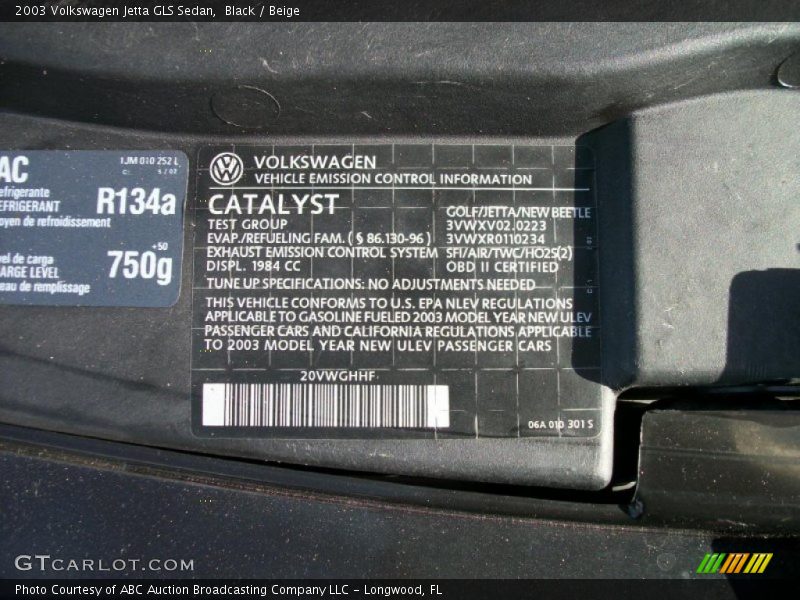 2003 Volkswagen Jetta GLS Sedan, Black / Beige
AC
1JM 010 252 L
efrigerante
EFRIGERANT
oyen de refroidissement
R134a
vel de carga
HARGE LEVEL
eau de remplissage
+50
750g
VOLKSWAGEN
VEHICLE EMISSION CONTROL INFORMATION
CATALYST GOLF/JETTA/NEW BEETLE
TEST GROUP 3VWXV02.0223
EVAP./REFUELING FAM. ( § 86.130-96 ) 3VWXR0110234
EXHAUST EMISSION CONTROL SYSTEM SFI/AIR/TWC/HO2S(2)
DISPL. 1984 CC OBD II CERTIFIED
TUNE UP SPECIFICATIONS: NO ADJUSTMENTS NEEDED
THIS VEHICLE CONFORMS TO U.S. EPA NLEV REGULATIONS
APPLICABLE TO GASOLINE FUELED 2003 MODEL YEAR NEW ULEV
PASSENGER CARS AND CALIFORNIA REGULATIONS APPLICABLE
TO 2003 MODEL YEAR NEW ULEV PASSENGER CARS
20VWGHHF
06A 010 301 S
GTCARLOT.COM
Photo Courtesy of ABC Auction Broadcasting Company LLC - Longwood, FL